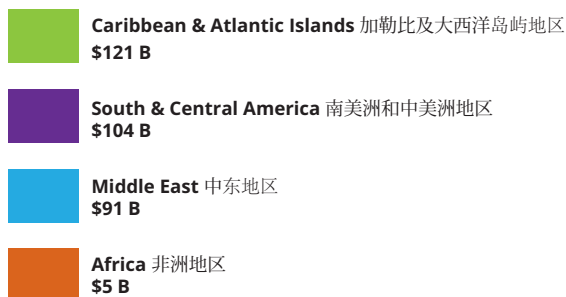 Caribbean & Atlantic Islands 加勒比及大西洋岛屿地区
$121 B
South & Central America 南美洲和中美洲地区
$104 B
Middle East 中东地区
$91 B
Africa 非洲地区
$5 B